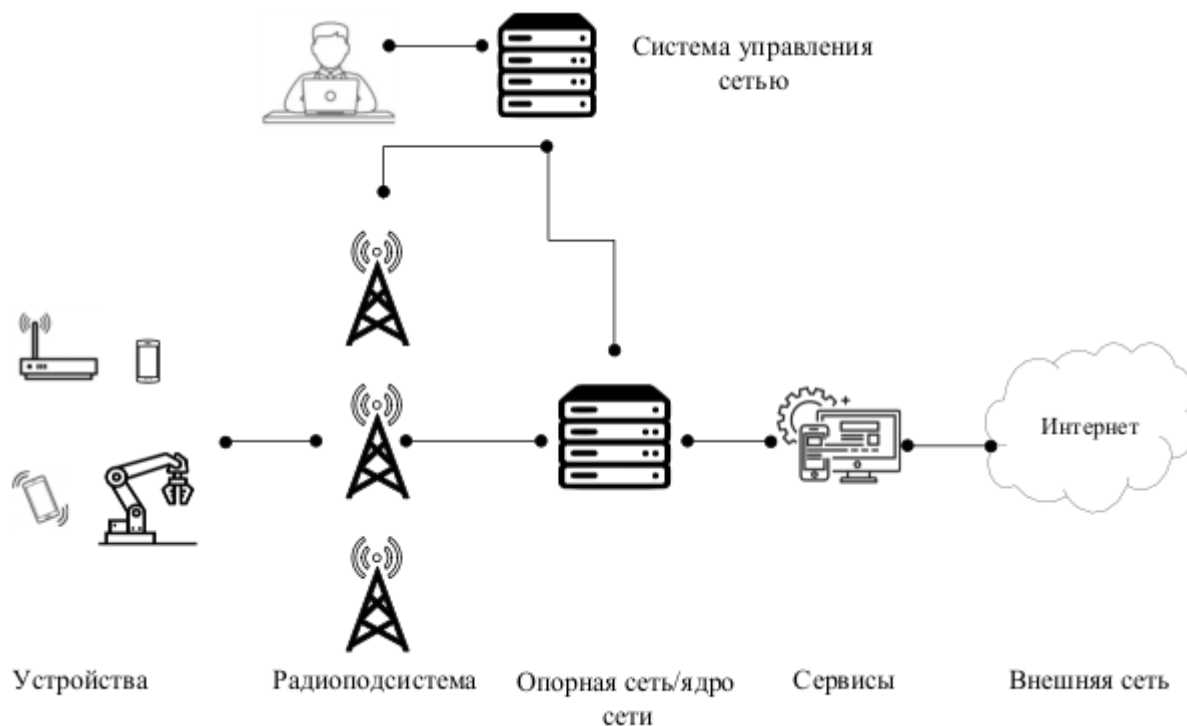 Система управления
сетью
Интернет
Устройства
Радиоподсистема
Опорная сеть/ядро
сети
Сервисы
Внешняя сеть